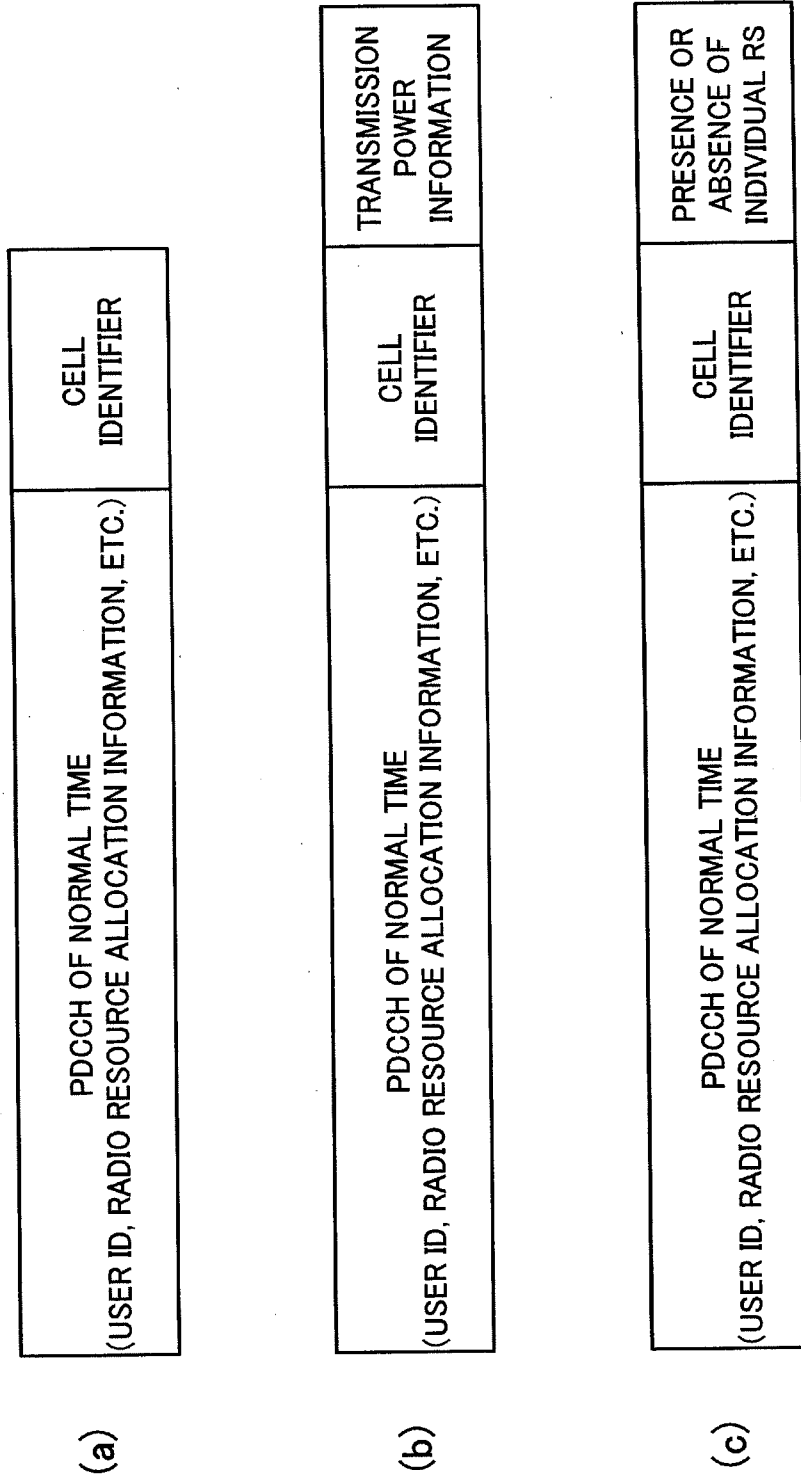 (a)
PDCCH OF NORMAL TIME
(USER ID, RADIO RESOURCE ALLOCATION INFORMATION, ETC.)
CELL
IDENTIFIER
(b)
PDCCH OF NORMAL TIME
(USER ID, RADIO RESOURCE ALLOCATION INFORMATION, ETC.)
CELL
IDENTIFIER
TRANSMISSION
POWER
INFORMATION
(c)
PDCCH OF NORMAL TIME
(USER ID, RADIO RESOURCE ALLOCATION INFORMATION, ETC.)
CELL
IDENTIFIER
PRESENCE OR
ABSENCE OF
INDIVIDUAL RS